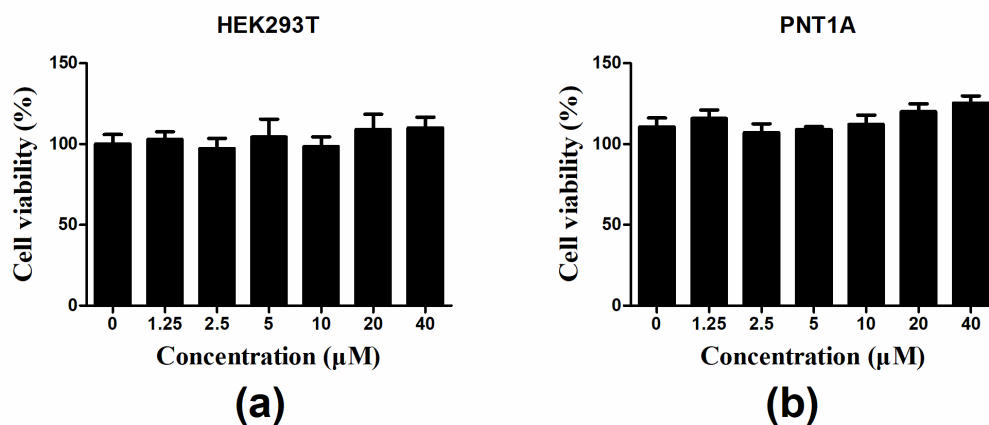 HEK293T
150
100
50
0
Cell viability (%)
0 1.25 2.5 5 10 20 40
Concentration (µM)
(a)
PNT1A
150
100
50
0
Cell viability (%)
0 1.25 2.5 5 10 20 40
Concentration (µM)
(b)